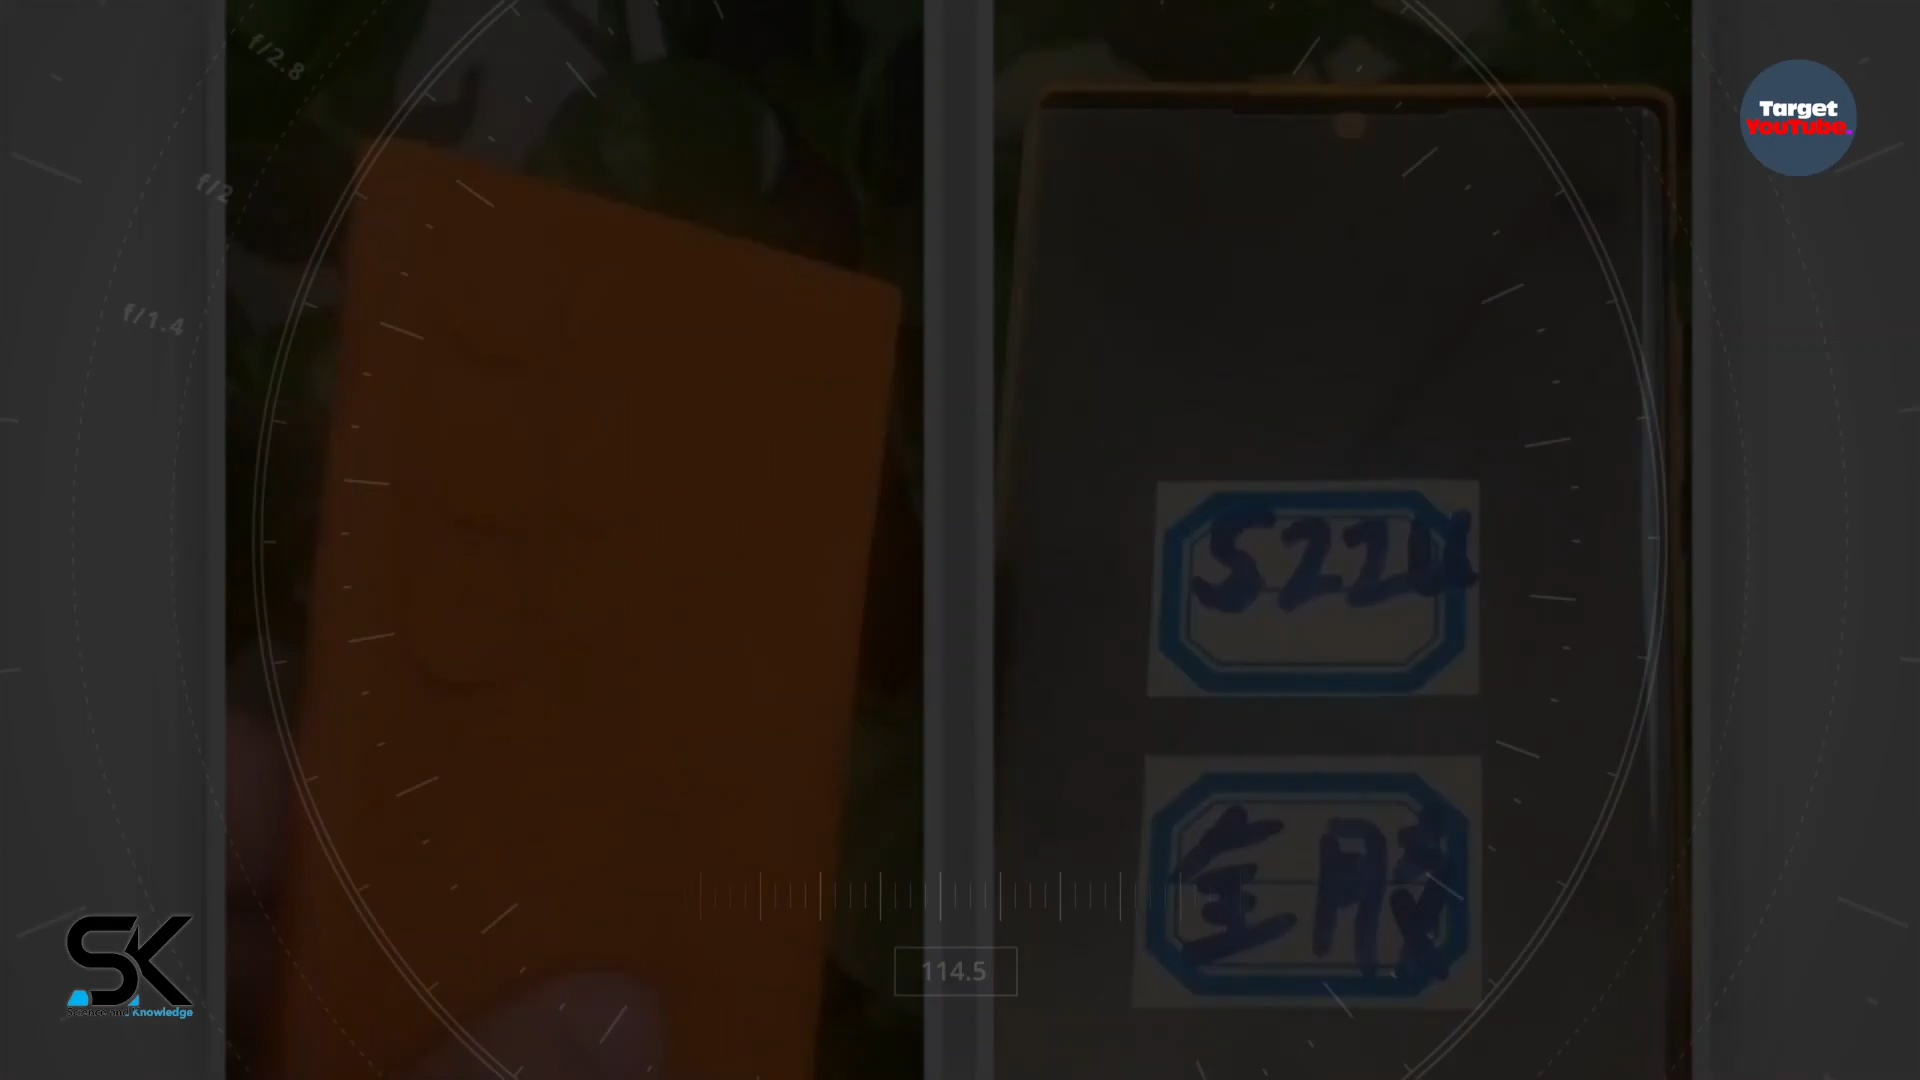 f/2.8
f/2
f/1.4
Target
YouTube.
S22U
全胶
114.5
SK
Science and Knowledge